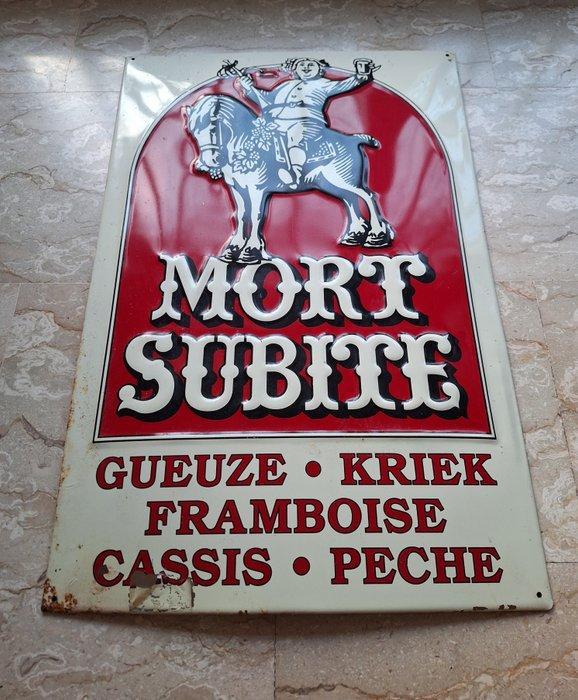 MORT
SUBITE
GUEUZE • KRIEK
FRAMBOISE
CASSIS • PECHE